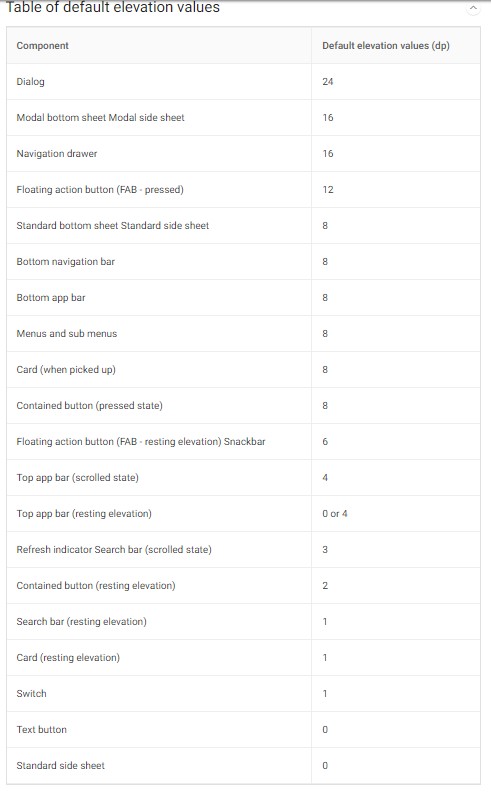 Table of default elevation values
Component Default elevation values (dp)
Dialog 24
Modal bottom sheet Modal side sheet 16
Navigation drawer 16
Floating action button (FAB - pressed) 12
Standard bottom sheet Standard side sheet 8
Bottom navigation bar 8
Bottom app bar 8
Menus and sub menus 8
Card (when picked up) 8
Contained button (pressed state) 8
Floating action button (FAB - resting elevation) Snackbar 6
Top app bar (scrolled state) 4
Top app bar (resting elevation) 0 or 4
Refresh indicator Search bar (scrolled state) 3
Contained button (resting elevation) 2
Search bar (resting elevation) 1
Card (resting elevation) 1
Switch 1
Text button 0
Standard side sheet 0